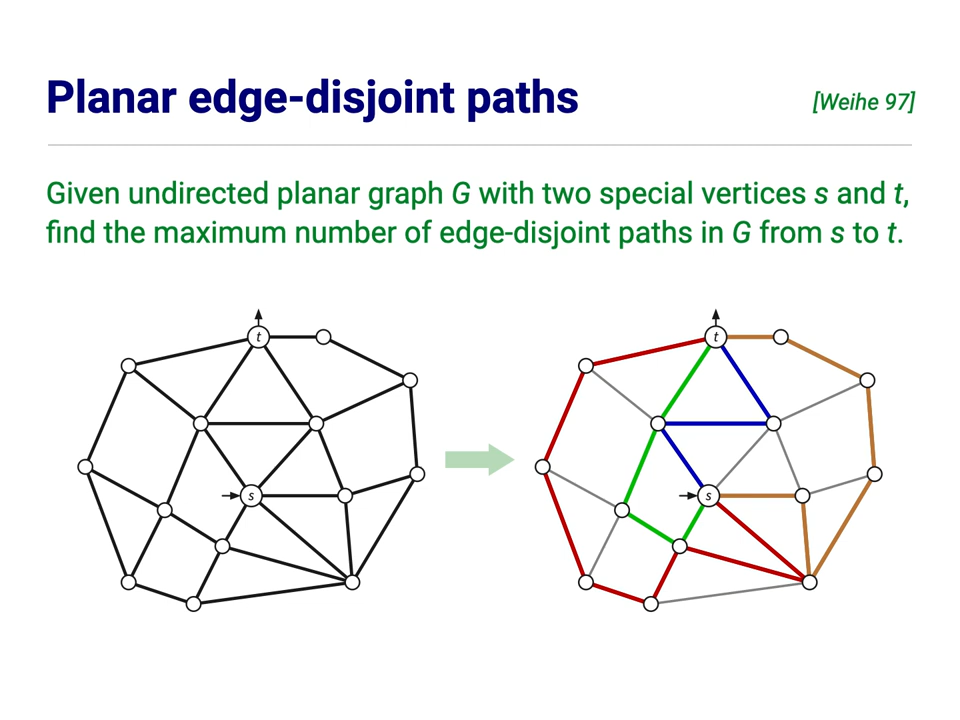 Planar edge-disjoint paths
[Weihe 97]
Given undirected planar graph G with two special vertices s and t,
find the maximum number of edge-disjoint paths in G from s to t.
t
t
s
s